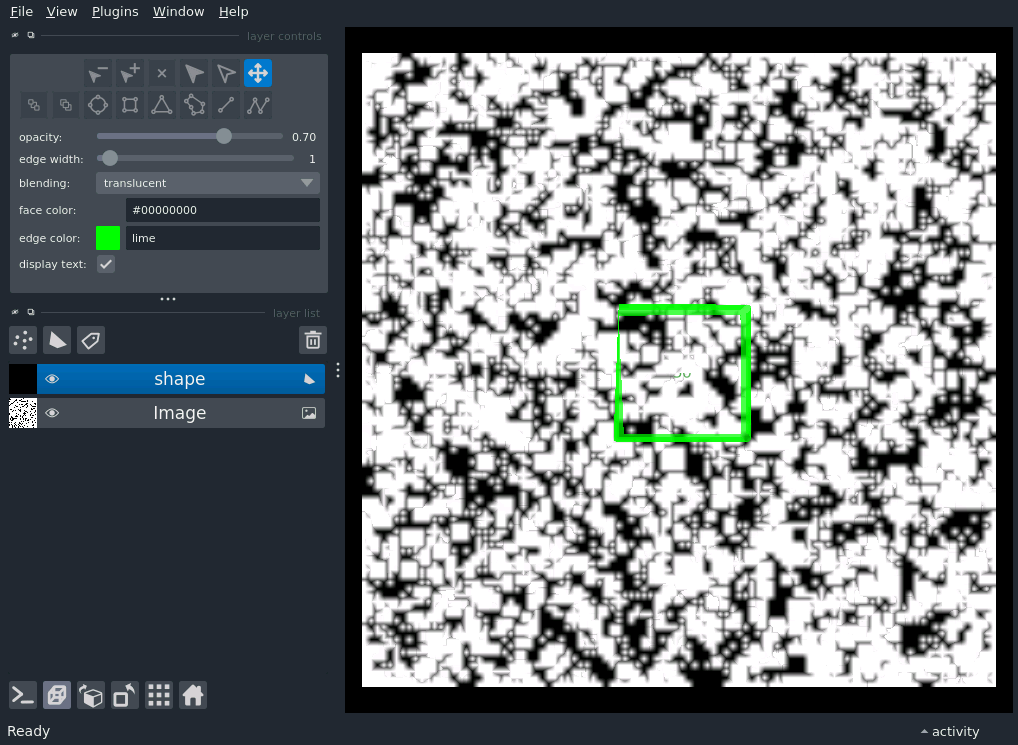 File View Plugins Window Help
layer controls
opacity: 0.70
edge width: 1
blending: translucent
face color: #00000000
edge color: lime
display text:
layer list
shape
Image
Ready
activity